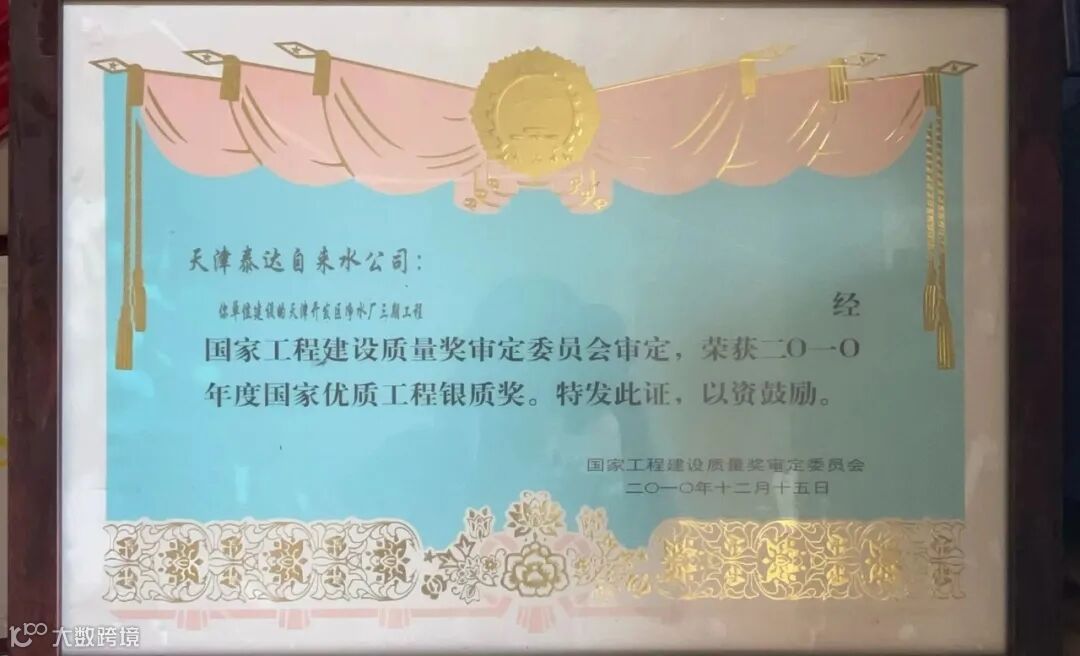 天津泰达自来水公司：
你单位建设的天津开发区净水厂三期工程 经
国家工程建设质量奖审定委员会审定，荣获二〇一〇
年度国家优质工程银质奖。特发此证，以资鼓励。
国家工程建设质量奖审定委员会
二〇一〇年十二月十五日
大数跨境